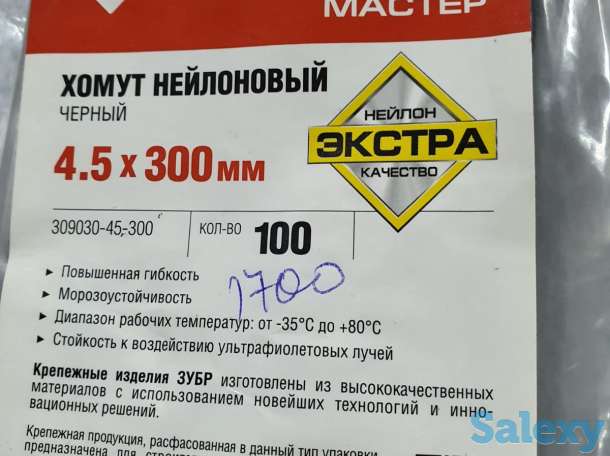 МАСТЕР
ХОМУТ НЕЙЛОНОВЫЙ
ЧЕРНЫЙ
4.5 x 300 мм
НЕЙЛОН
ЭКСТРА
КАЧЕСТВО
309030-45-300
КОЛ-ВО 100
1700
▸ Повышенная гибкость
▸ Морозоустойчивость
▸ Диапазон рабочих температур: от -35°C до +80°C
▸ Стойкость к воздействию ультрафиолетовых лучей
Крепежные изделия ЗУБР изготовлены из высококачественных
материалов с использованием новейших технологий и инно-
вационных решений.
Крепежная продукция, расфасованная в данный тип упаковки,
предназначена для
Salexy